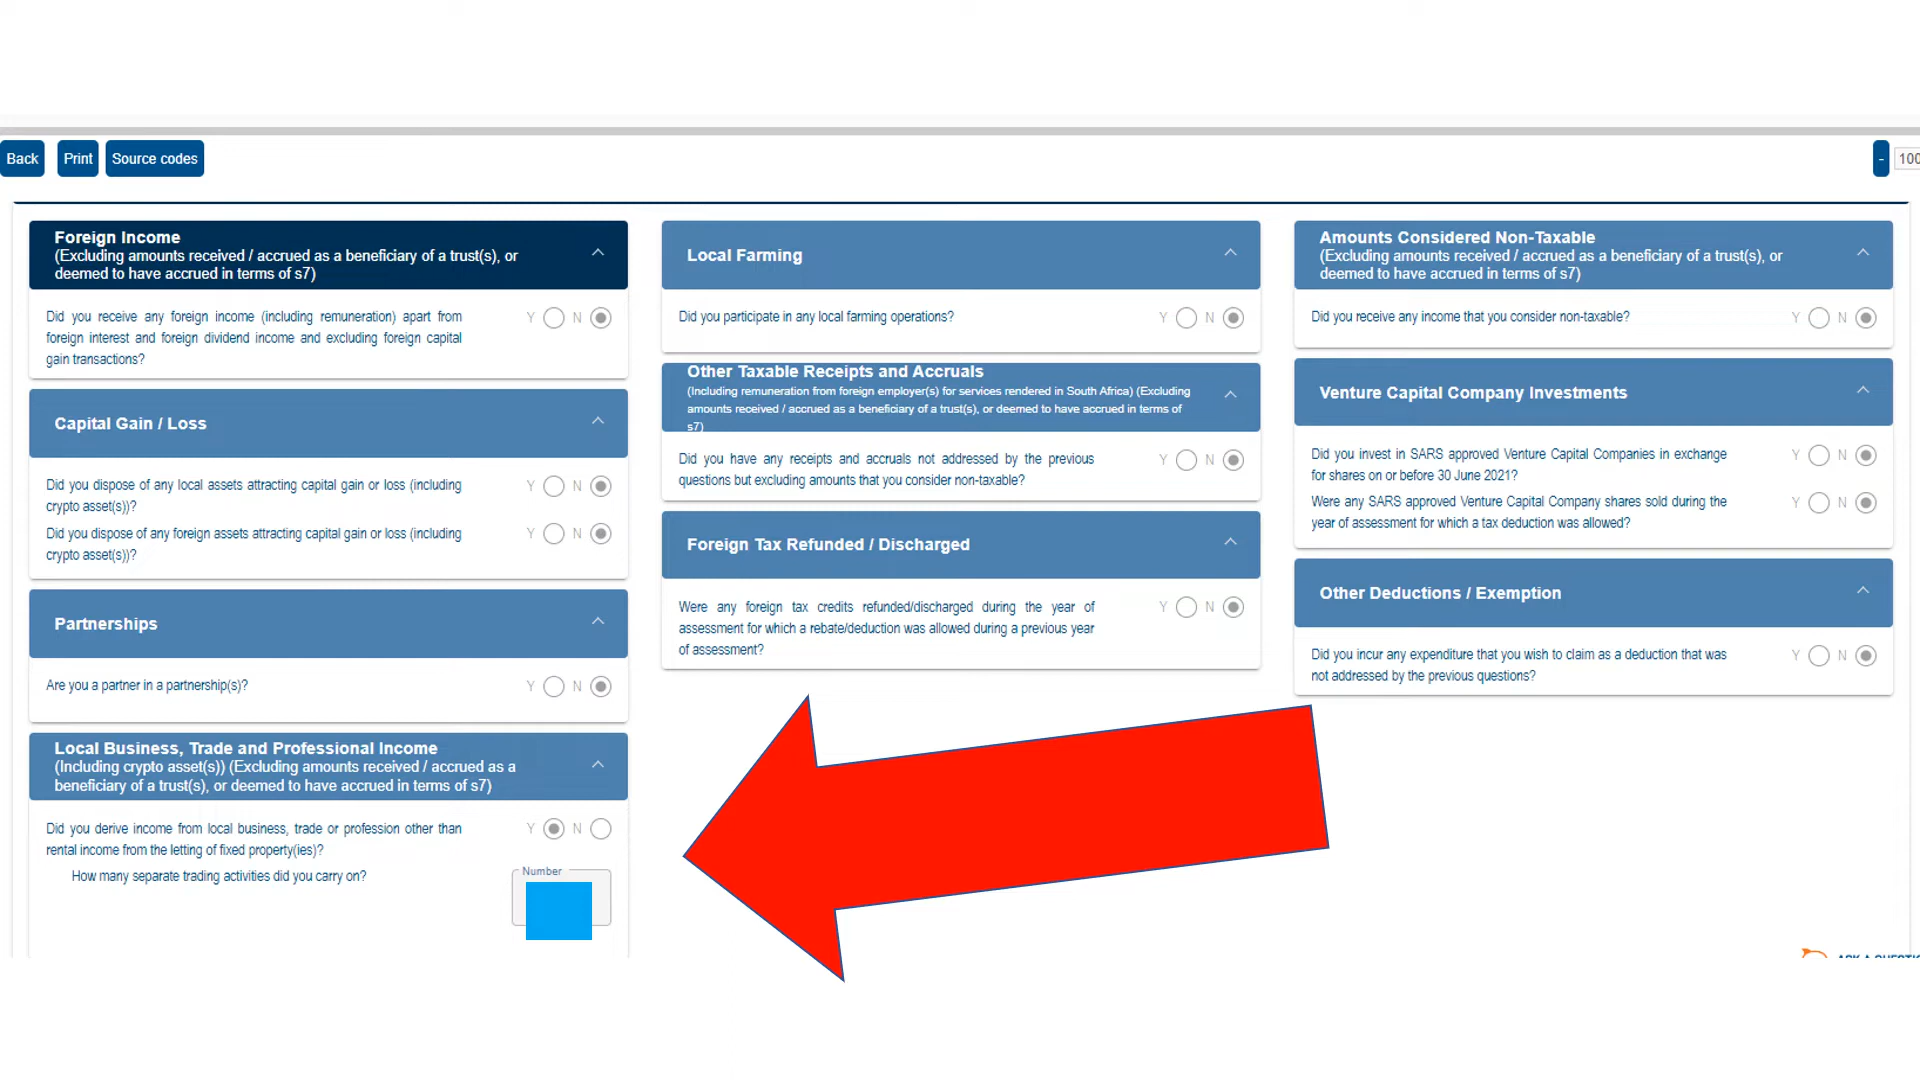 Back Print Source codes - 100
Foreign Income
(Excluding amounts received / accrued as a beneficiary of a trust(s), or
deemed to have accrued in terms of s7)
Did you receive any foreign income (including remuneration) apart from
foreign interest and foreign dividend income and excluding foreign capital
gain transactions?
Y N
Capital Gain / Loss
Did you dispose of any local assets attracting capital gain or loss (including
crypto asset(s))?
Y N
Did you dispose of any foreign assets attracting capital gain or loss (including
crypto asset(s))?
Y N
Partnerships
Are you a partner in a partnership(s)?
Y N
Local Business, Trade and Professional Income
(Including crypto asset(s)) (Excluding amounts received / accrued as a
beneficiary of a trust(s), or deemed to have accrued in terms of s7)
Did you derive income from local business, trade or profession other than
rental income from the letting of fixed property(ies)?
Y N
How many separate trading activities did you carry on?
Number
Local Farming
Did you participate in any local farming operations?
Y N
Other Taxable Receipts and Accruals
(Including remuneration from foreign employer(s) for services rendered in South Africa) (Excluding
amounts received / accrued as a beneficiary of a trust(s), or deemed to have accrued in terms of
s7)
Did you have any receipts and accruals not addressed by the previous
questions but excluding amounts that you consider non-taxable?
Y N
Foreign Tax Refunded / Discharged
Were any foreign tax credits refunded/discharged during the year of
assessment for which a rebate/deduction was allowed during a previous year
of assessment?
Y N
Amounts Considered Non-Taxable
(Excluding amounts received / accrued as a beneficiary of a trust(s), or
deemed to have accrued in terms of s7)
Did you receive any income that you consider non-taxable?
Y N
Venture Capital Company Investments
Did you invest in SARS approved Venture Capital Companies in exchange
for shares on or before 30 June 2021?
Y N
Were any SARS approved Venture Capital Company shares sold during the
year of assessment for which a tax deduction was allowed?
Y N
Other Deductions / Exemption
Did you incur any expenditure that you wish to claim as a deduction that was
not addressed by the previous questions?
Y N